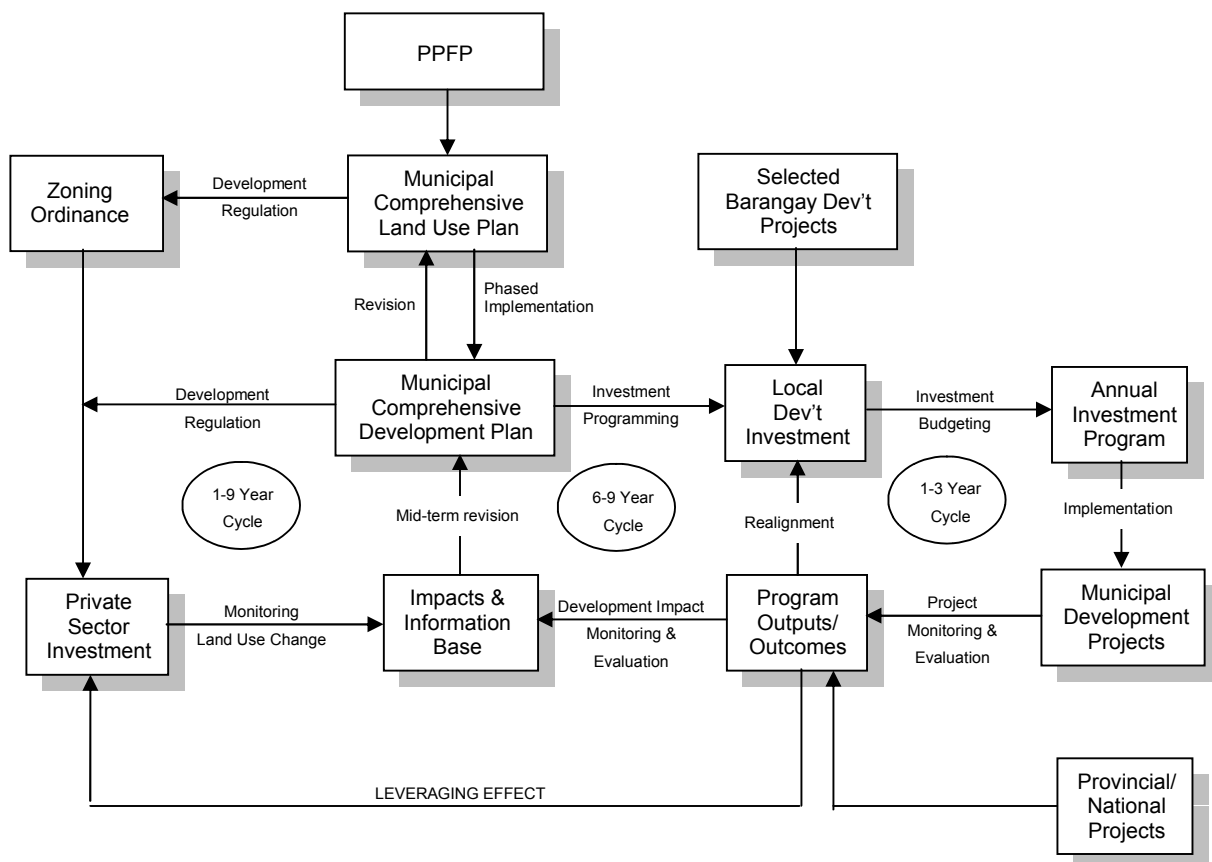 PPFP
Zoning
Ordinance
Development
Regulation
Municipal
Comprehensive
Land Use Plan
Selected
Barangay Dev't
Projects
Revision
Phased
Implementation
Development
Regulation
Municipal
Comprehensive
Development Plan
Investment
Programming
Local
Dev't
Investment
Investment
Budgeting
Annual
Investment
Program
1-9 Year
Cycle
Mid-term revision
6-9 Year
Cycle
Realignment
1-3 Year
Cycle
Implementation
Private
Sector
Investment
Monitoring
Land Use Change
Impacts &
Information
Base
Development Impact
Monitoring &
Evaluation
Program
Outputs/
Outcomes
Project
Monitoring &
Evaluation
Municipal
Development
Projects
LEVERAGING EFFECT
Provincial/
National
Projects